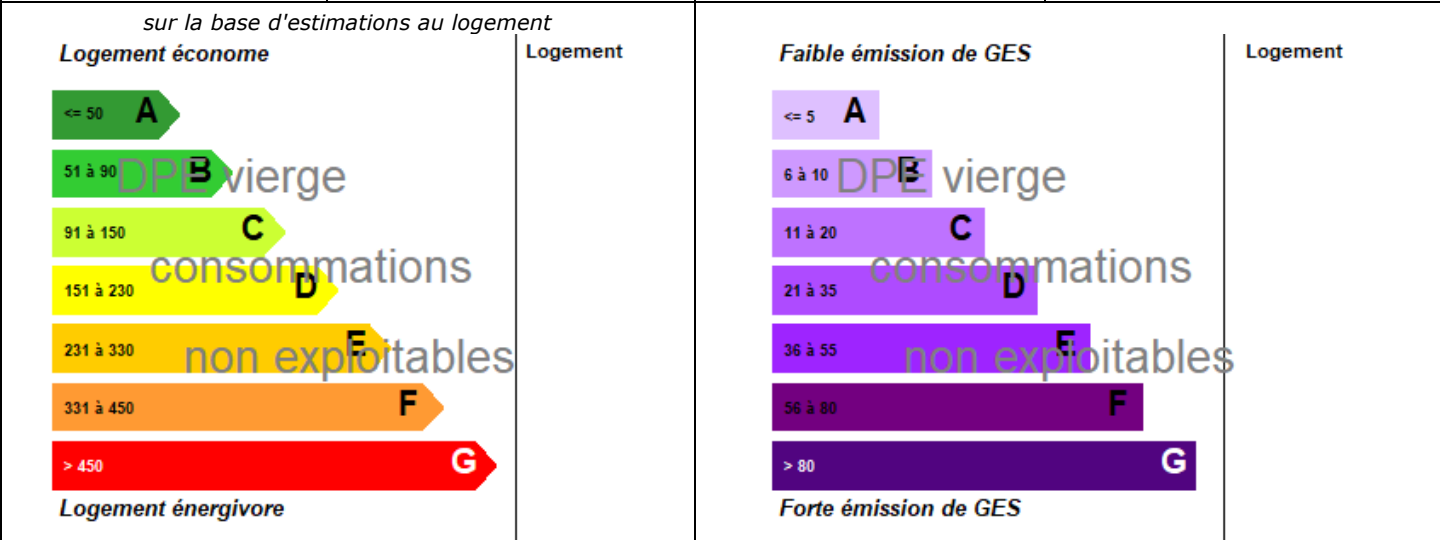 sur la base d'estimations au logement
Logement économe
Logement
<= 50 A
51 à 90 B
DPE vierge
91 à 150 C
consommations
151 à 230 D
231 à 330 E
non exploitables
331 à 450 F
> 450 G
Logement énergivore
Faible émission de GES
Logement
<= 5 A
6 à 10 B
DPE vierge
11 à 20 C
consommations
21 à 35 D
36 à 55 E
non exploitables
56 à 80 F
> 80 G
Forte émission de GES